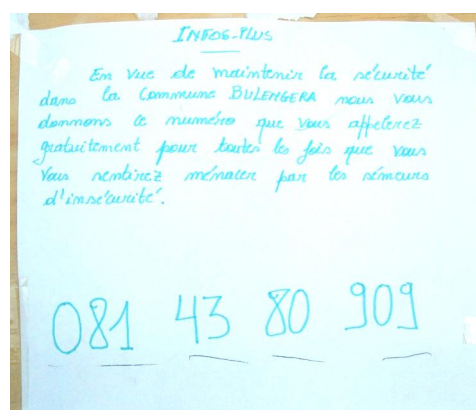 INFOS-PLUS
En vue de maintenir la sécurité
dans la Commune BULENGERA nous vous
donnons le numéro que vous appelerez
gratuitement pour toutes les fois que vous
vous sentirez ménacer par les sémeurs
d'insécurité.
081 43 80 909